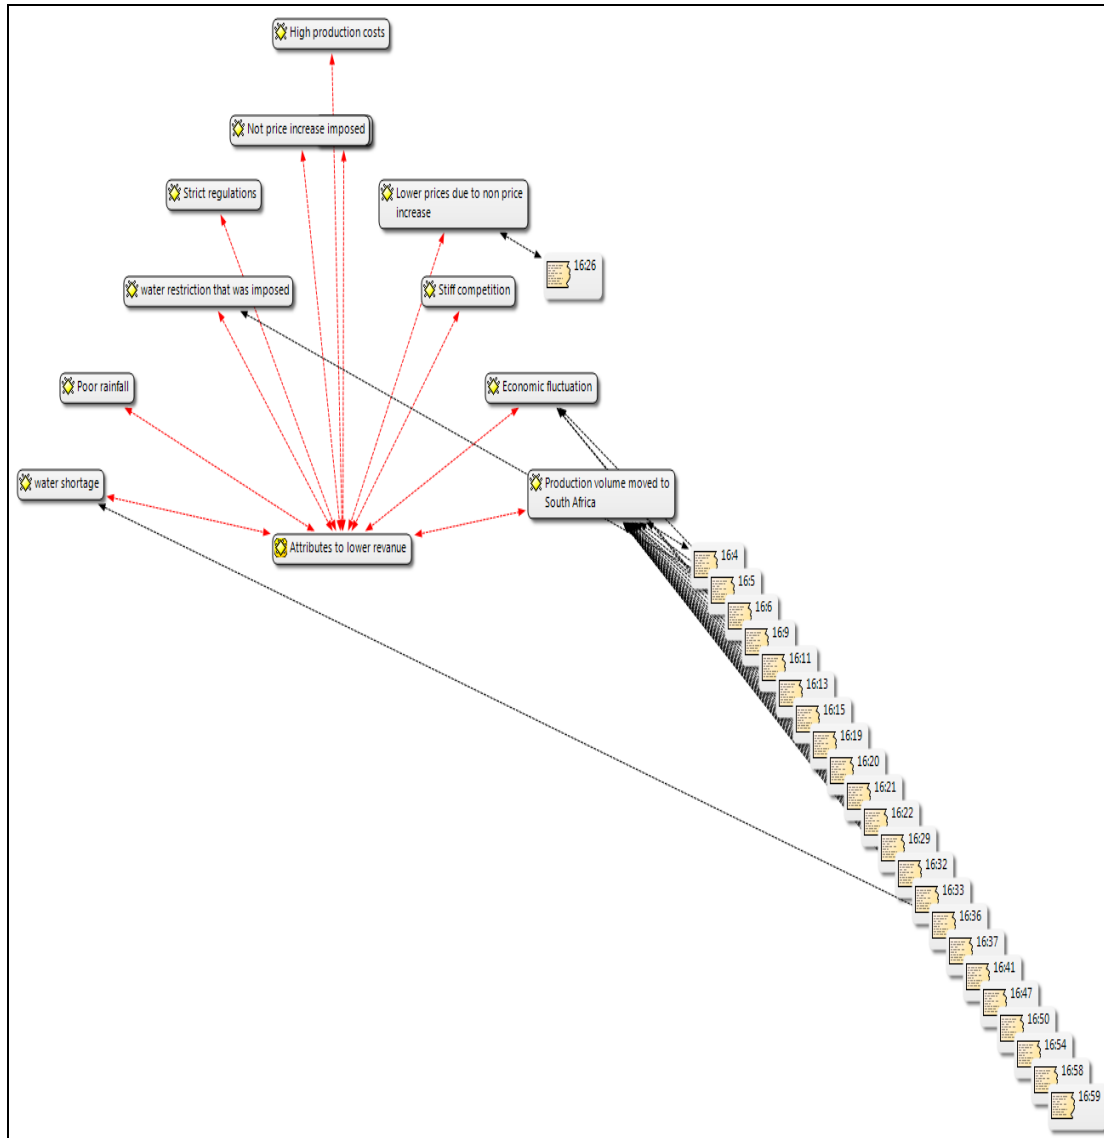 High production costs
Not price increase imposed
Strict regulations
Lower prices due to non price
increase
16:26
water restriction that was imposed
Stiff competition
Poor rainfall
Economic fluctuation
water shortage
Production volume moved to
South Africa
Attributes to lower revanue
16:4
16:5
16:6
16:9
16:11
16:13
16:15
16:19
16:20
16:21
16:22
16:29
16:32
16:33
16:36
16:37
16:41
16:47
16:50
16:54
16:58
16:59